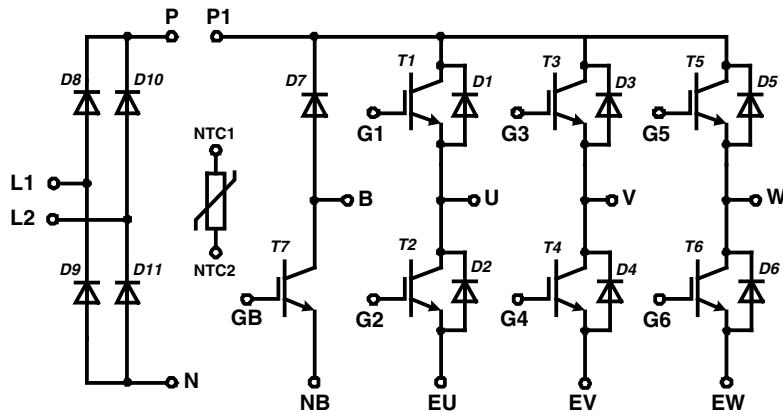 P P1
D8 D10 D7 T1 D1 T3 D3 T5 D5
G1 G3 G5
NTC1
L1 B U V W
L2
NTC2
D9 D11 T7 T2 D2 T4 D4 T6 D6
GB G2 G4 G6
N
NB EU EV EW